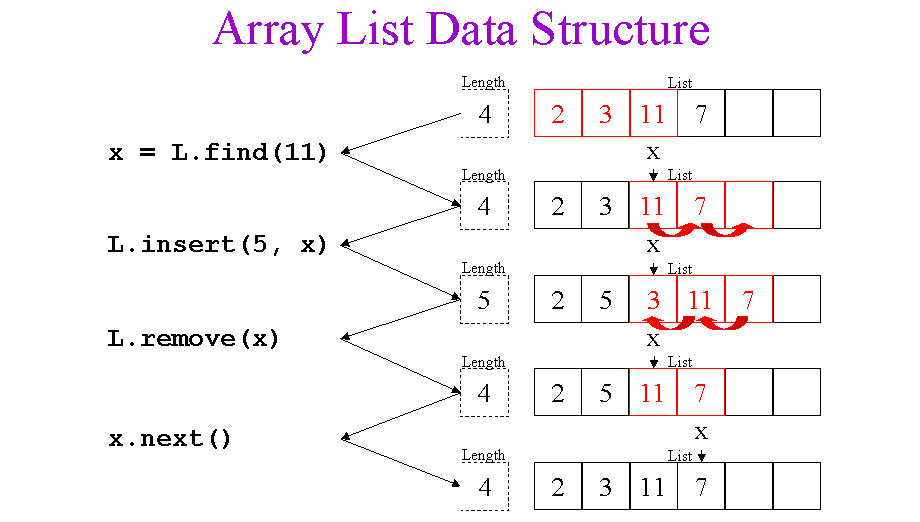 Array List Data Structure
Length List
4 2 3 11 7
x = L.find(11)
X
Length List
4 2 3 11 7
L.insert(5, x)
X
Length List
5 2 5 3 11 7
L.remove(x)
X
Length List
4 2 5 11 7
x.next()
X
Length List
4 2 3 11 7